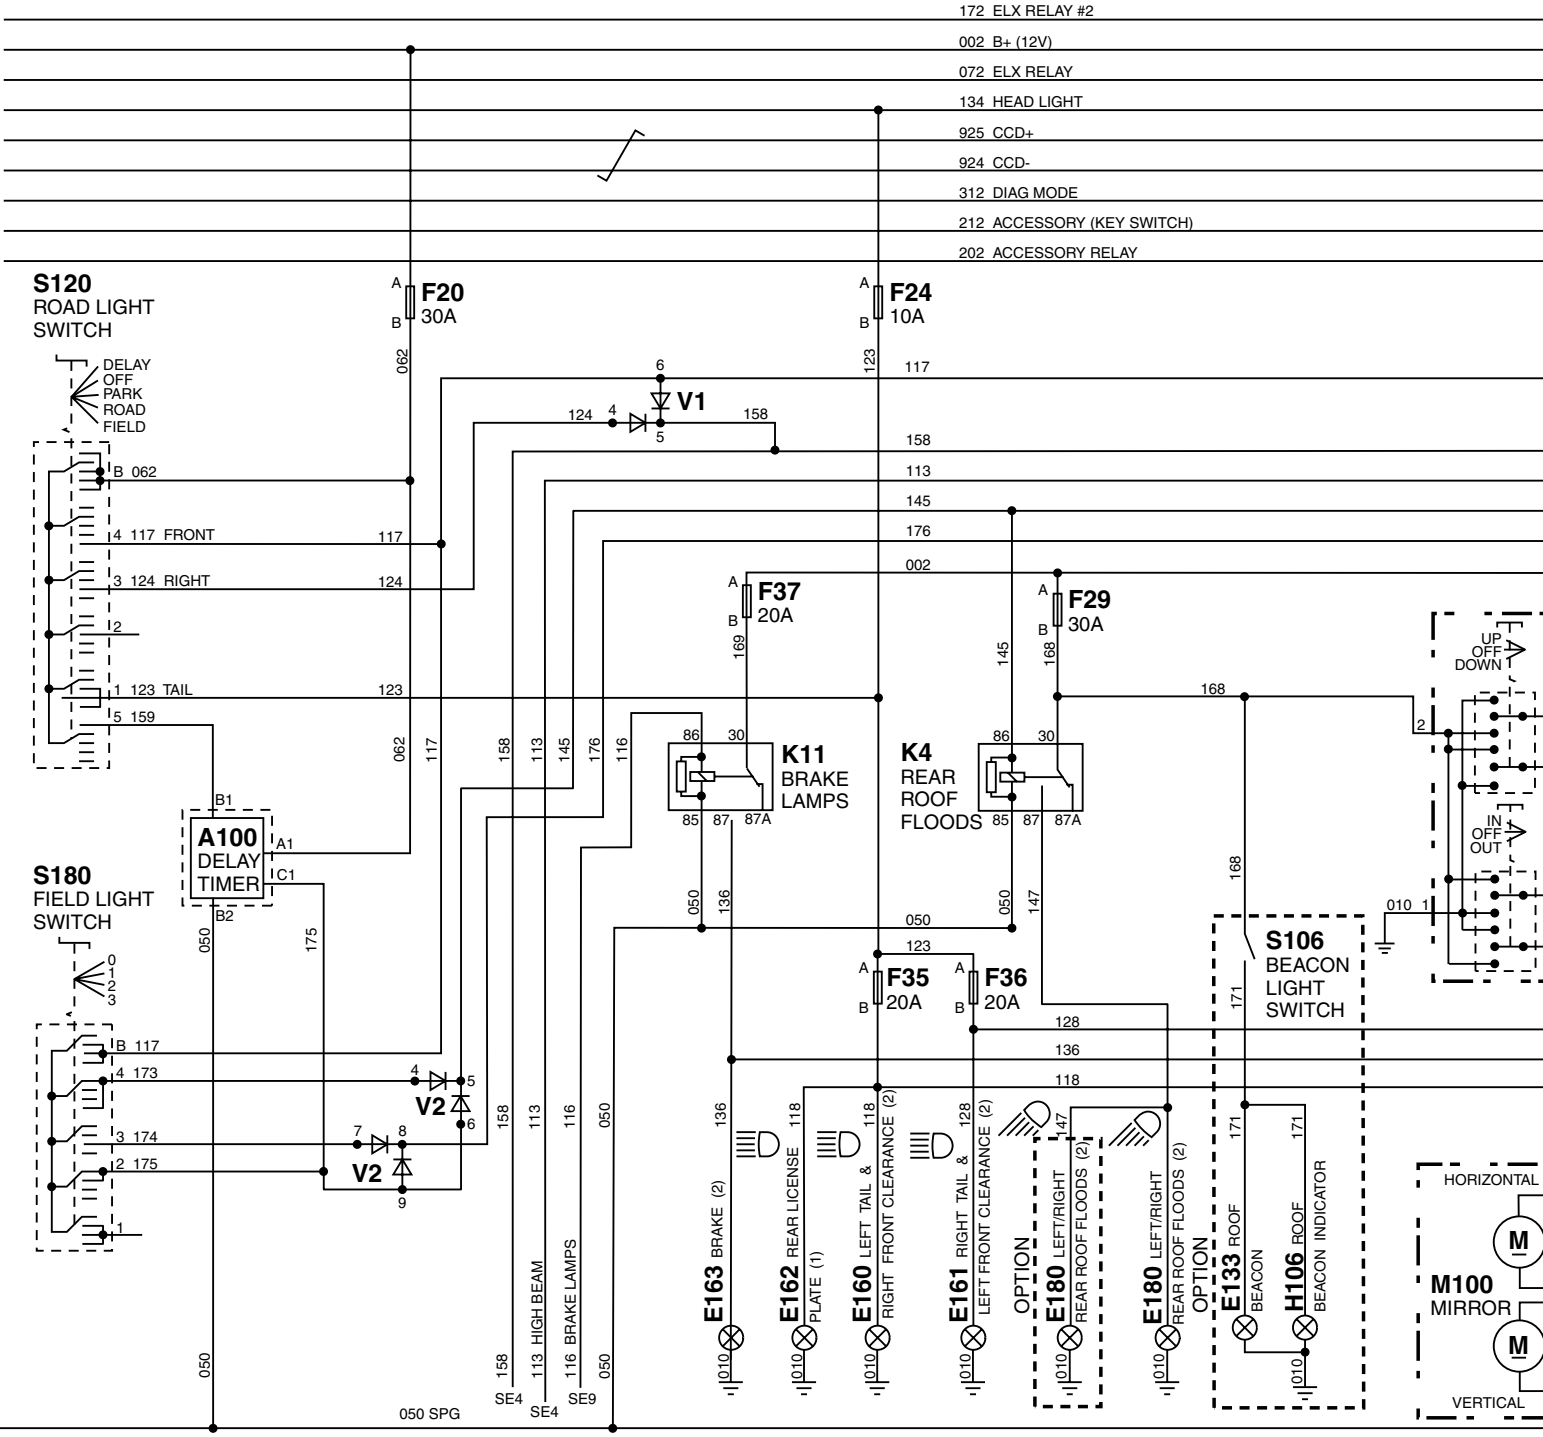 172 ELX RELAY #2
002 B+ (12V)
072 ELX RELAY
134 HEAD LIGHT
925 CCD+
924 CCD-
312 DIAG MODE
212 ACCESSORY (KEY SWITCH)
202 ACCESSORY RELAY
S120
ROAD LIGHT
SWITCH
DELAY
OFF
PARK
ROAD
FIELD
A
B
F20
30A
062
A
B
F24
10A
123
117
6
V1
124
4
5
158
158
113
145
176
002
B 062
4 117 FRONT
117
3 124 RIGHT
124
2
1 123 TAIL
123
5 159
A
B
F37
20A
169
A
B
F29
30A
145
168
168
062
117
158
113
145
176
116
86
30
K11
BRAKE
LAMPS
85
87
87A
K4
REAR
ROOF
FLOODS
86
30
85
87
87A
UP
OFF
DOWN
2
IN
OFF
OUT
010 1
B1
A100
DELAY
TIMER
A1
C1
B2
050
175
S180
FIELD LIGHT
SWITCH
0
1
2
3
050
136
050
147
050
168
123
A
B
F35
20A
A
B
F36
20A
S106
BEACON
LIGHT
SWITCH
171
128
136
118
B 117
4 173
4
5
V2
6
3 174
7
8
V2
2 175
9
1
158
113
116
050
136
118
118
128
147
171
171
E163 BRAKE (2)
E162 REAR LICENSE
PLATE (1)
E160 LEFT TAIL &
RIGHT FRONT CLEARANCE (2)
E161 RIGHT TAIL &
LEFT FRONT CLEARANCE (2)
OPTION
E180 LEFT/RIGHT
REAR ROOF FLOODS (2)
E180 LEFT/RIGHT
REAR ROOF FLOODS (2)
OPTION
E133 ROOF
BEACON
H106 ROOF
BEACON INDICATOR
HORIZONTAL
M
M100
MIRROR
M
VERTICAL
050
158
113 HIGH BEAM
116 BRAKE LAMPS
050
010
010
010
010
010
010
010
SE4
SE4
SE9
050 SPG